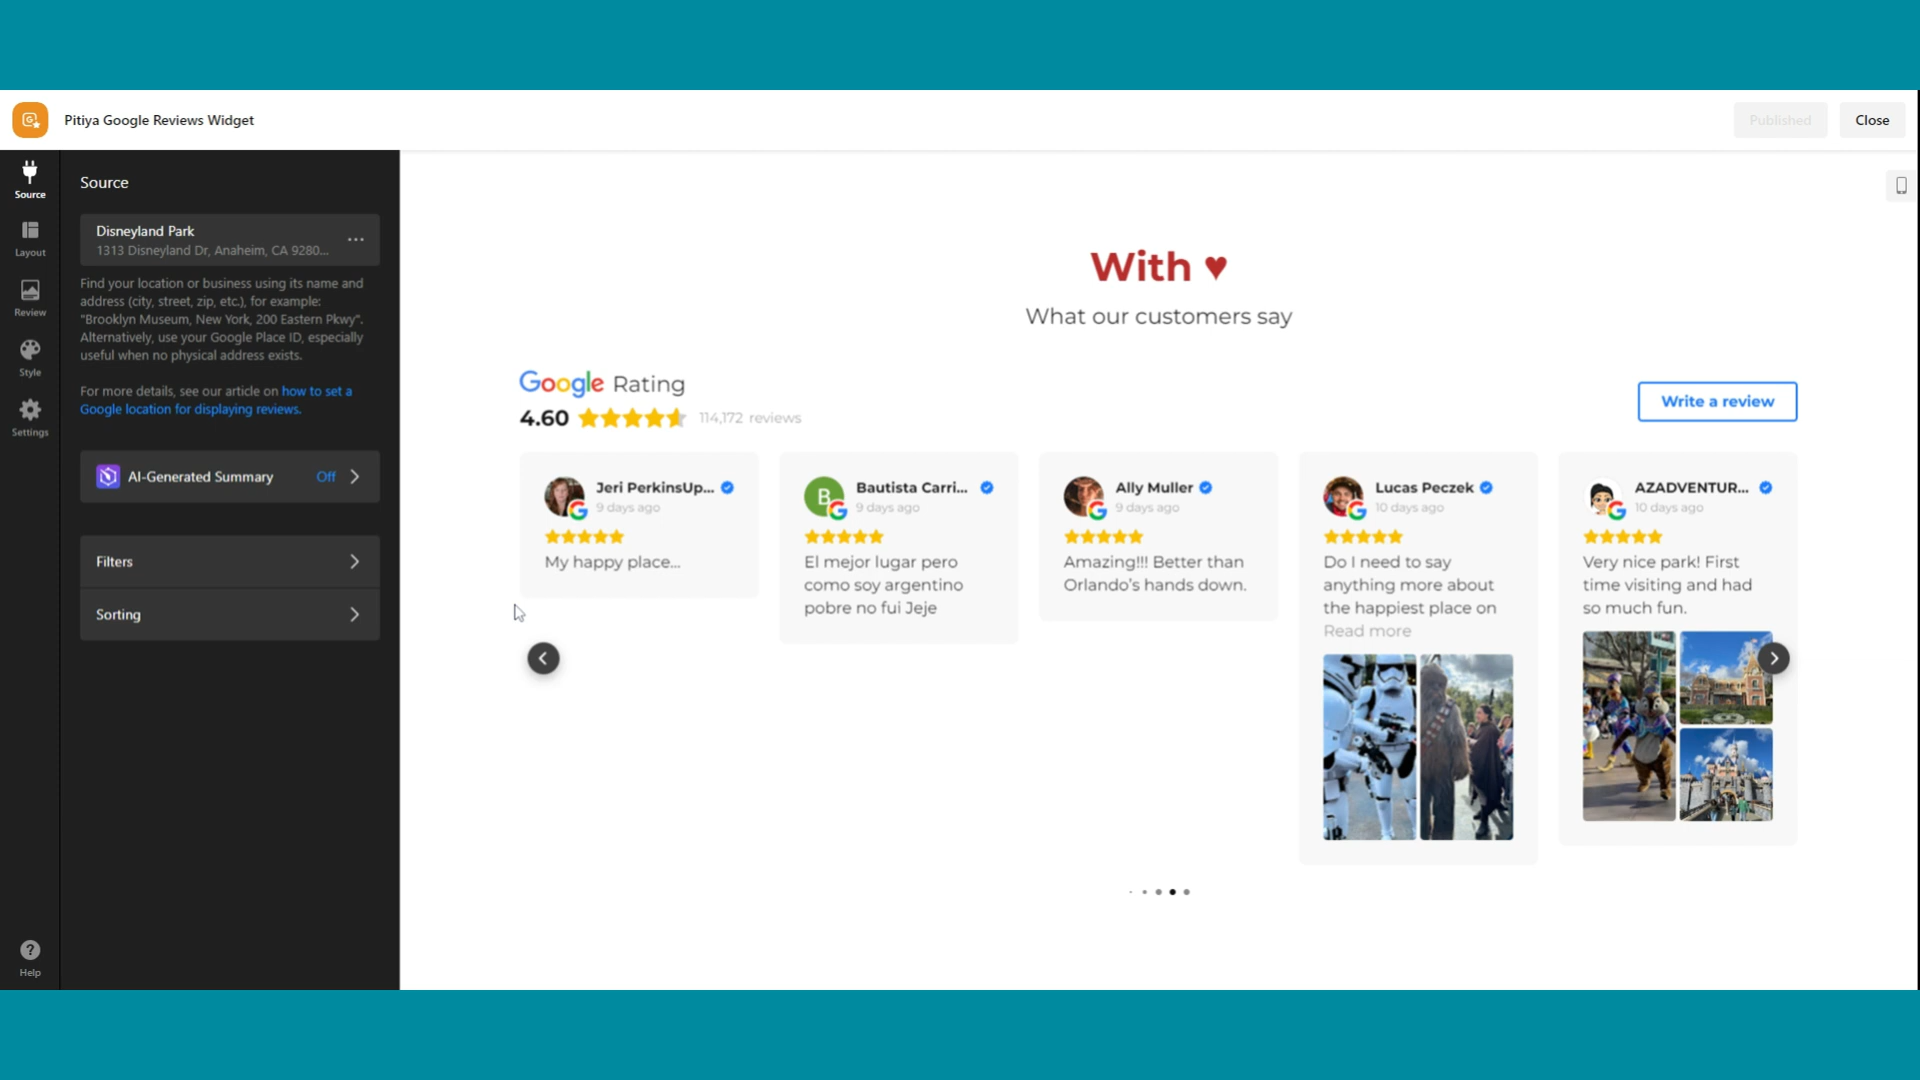 Pitiya Google Reviews Widget
Published
Close
Source
Layout
Review
Style
Settings
Help
Source
Disneyland Park
1313 Disneyland Dr, Anaheim, CA 9280...
Find your location or business using its name and
address (city, street, zip, etc.), for example:
"Brooklyn Museum, New York, 200 Eastern Pkwy".
Alternatively, use your Google Place ID, especially
useful when no physical address exists.
For more details, see our article on how to set a
Google location for displaying reviews.
AI-Generated Summary Off
Filters
Sorting
With ♥
What our customers say
Google Rating
4.60 114,172 reviews
Write a review
Jeri PerkinsUp...
9 days ago
My happy place...
B
Bautista Carri...
9 days ago
El mejor lugar pero
como soy argentino
pobre no fui Jeje
Ally Muller
9 days ago
Amazing!!! Better than
Orlando's hands down.
Lucas Peczek
10 days ago
Do I need to say
anything more about
the happiest place on
Read more
AZADVENTUR...
10 days ago
Very nice park! First
time visiting and had
so much fun.